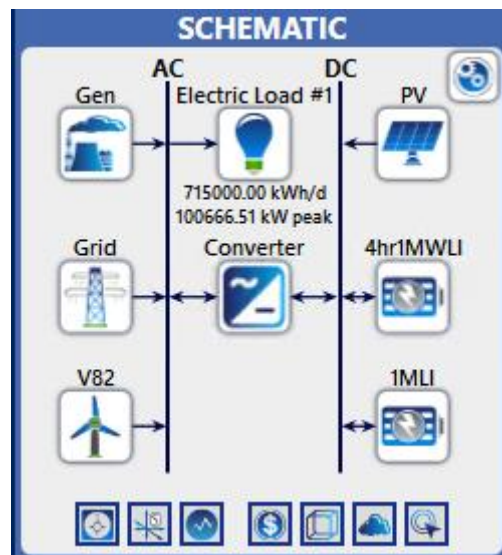 SCHEMATIC
AC DC
Gen Electric Load #1 PV
715000.00 kWh/d
100666.51 kW peak
Grid Converter 4hr1MWLI
V82 1MLI